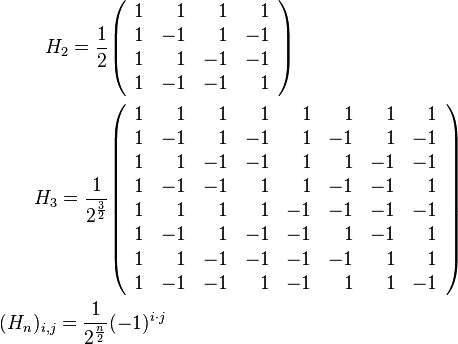 H_2 = \frac{1}{2} \begin{pmatrix} 1 & 1 & 1 & 1 \\ 1 & -1 & 1 & -1 \\ 1 & 1 & -1 & -1 \\ 1 & -1 & -1 & 1 \end{pmatrix}
H_3 = \frac{1}{2^{\frac{3}{2}}} \begin{pmatrix} 1 & 1 & 1 & 1 & 1 & 1 & 1 & 1 \\ 1 & -1 & 1 & -1 & 1 & -1 & 1 & -1 \\ 1 & 1 & -1 & -1 & 1 & 1 & -1 & -1 \\ 1 & -1 & -1 & 1 & 1 & -1 & -1 & 1 \\ 1 & 1 & 1 & 1 & -1 & -1 & -1 & -1 \\ 1 & -1 & 1 & -1 & -1 & 1 & -1 & 1 \\ 1 & 1 & -1 & -1 & -1 & -1 & 1 & 1 \\ 1 & -1 & -1 & 1 & -1 & 1 & 1 & -1 \end{pmatrix}
(H_n)_{i,j} = \frac{1}{2^{\frac{n}{2}}} (-1)^{i \cdot j}